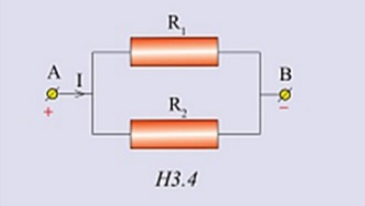 R₁
A I B
+ −
R₂
H3.4